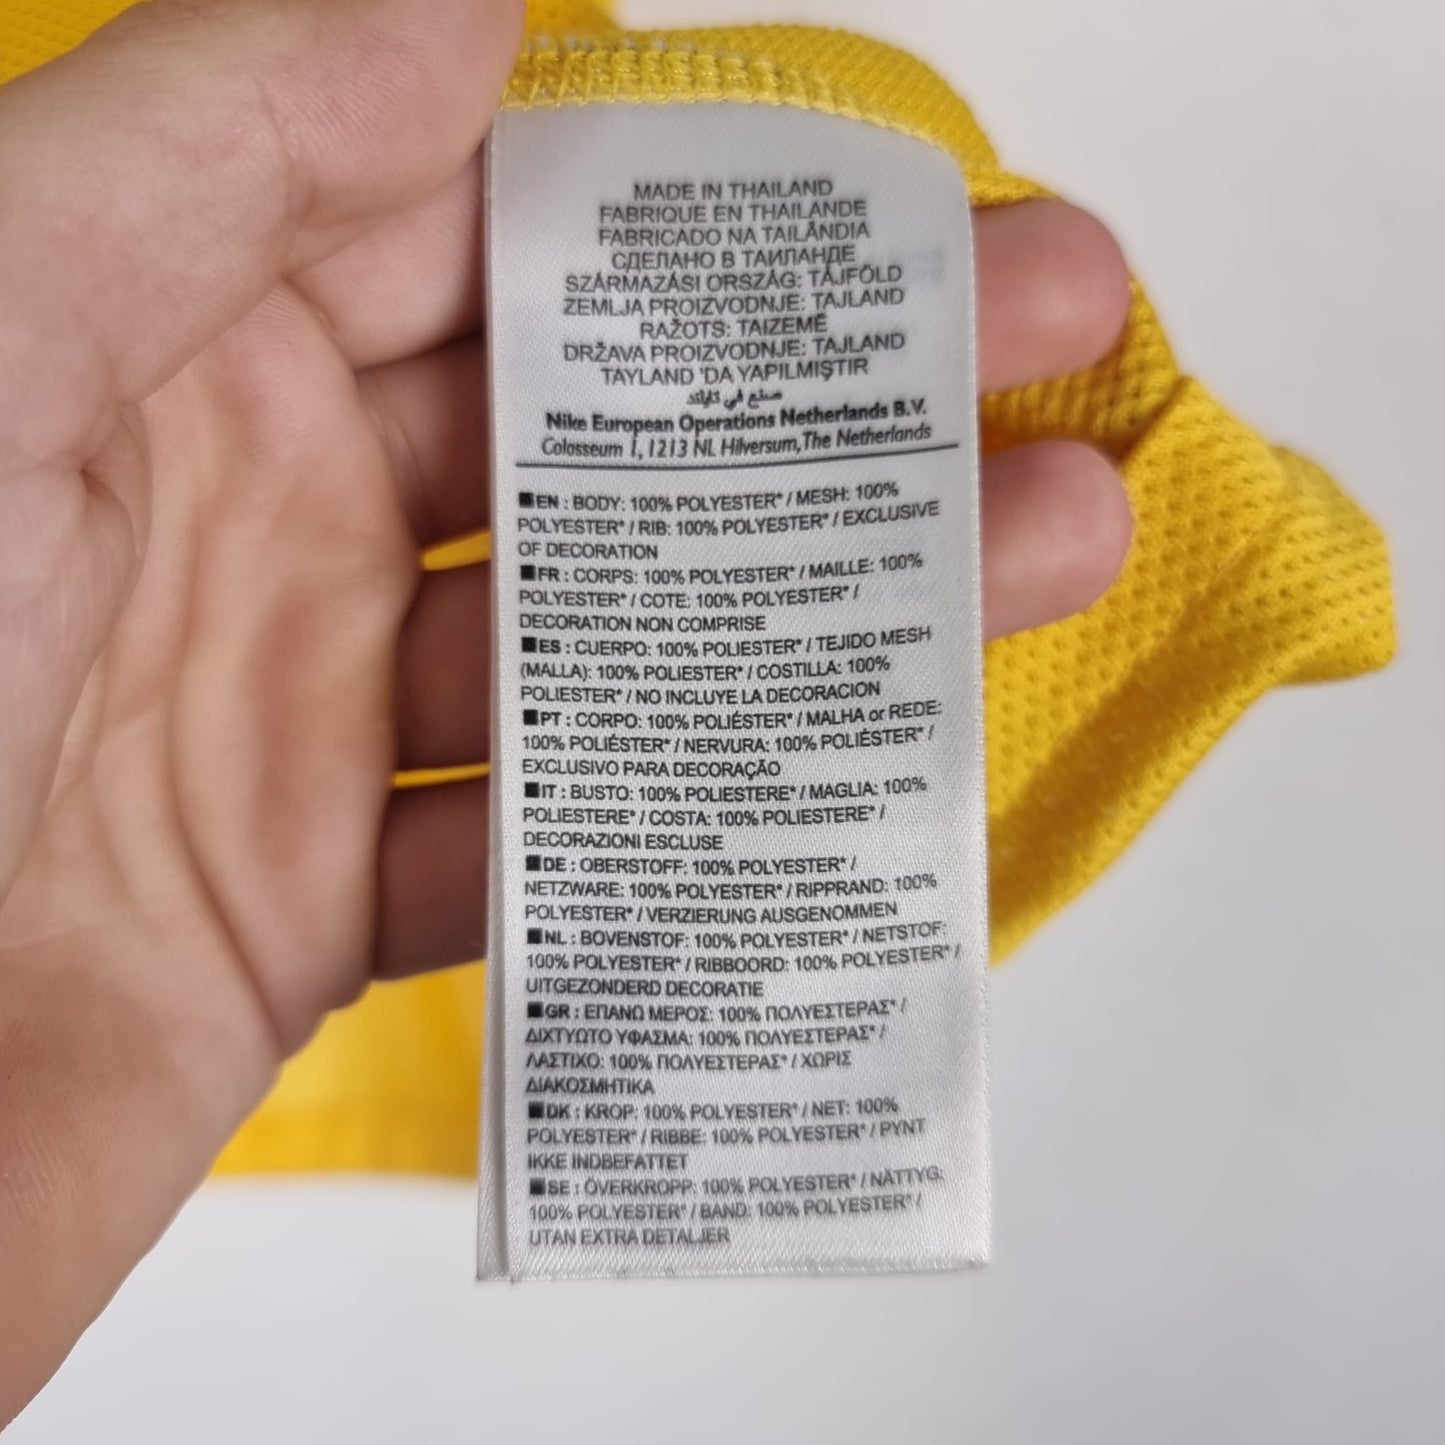 MADE IN THAILAND
FABRIQUE EN THAILANDE
FABRICADO NA TAILÂNDIA
СДЕЛАНО В ТАИЛАНДЕ
SZÁRMAZÁSI ORSZÁG: TÁJFÖLD
ZEMLJA PROIZVODNJE: TAJLAND
RAŽOTS: TAIZEMĒ
DRŽAVA PROIZVODNJE: TAJLAND
TAYLAND 'DA YAPILMIŞTIR
صنع في تايلاند
Nike European Operations Netherlands B.V.
Colosseum 1, 1213 NL Hilversum, The Netherlands
■EN : BODY: 100% POLYESTER* / MESH: 100%
POLYESTER* / RIB: 100% POLYESTER* / EXCLUSIVE
OF DECORATION
■FR : CORPS: 100% POLYESTER* / MAILLE: 100%
POLYESTER* / COTE: 100% POLYESTER* /
DECORATION NON COMPRISE
■ES : CUERPO: 100% POLIESTER* / TEJIDO MESH
(MALLA): 100% POLIESTER* / COSTILLA: 100%
POLIESTER* / NO INCLUYE LA DECORACION
■PT : CORPO: 100% POLIÉSTER* / MALHA or REDE:
100% POLIÉSTER* / NERVURA: 100% POLIÉSTER* /
EXCLUSIVO PARA DECORAÇÃO
■IT : BUSTO: 100% POLIESTERE* / MAGLIA: 100%
POLIESTERE* / COSTA: 100% POLIESTERE* /
DECORAZIONI ESCLUSE
■DE : OBERSTOFF: 100% POLYESTER* /
NETZWARE: 100% POLYESTER* / RIPPRAND: 100%
POLYESTER* / VERZIERUNG AUSGENOMMEN
■NL : BOVENSTOF: 100% POLYESTER* / NETSTOF:
100% POLYESTER* / RIBBOORD: 100% POLYESTER* /
UITGEZONDERD DECORATIE
■GR : ΕΠΑΝΩ ΜΕΡΟΣ: 100% ΠΟΛΥΕΣΤΕΡΑΣ* /
ΔΙΧΤΥΩΤΟ ΥΦΑΣΜΑ: 100% ΠΟΛΥΕΣΤΕΡΑΣ* /
ΛΑΣΤΙΧΟ: 100% ΠΟΛΥΕΣΤΕΡΑΣ* / ΧΩΡΙΣ
ΔΙΑΚΟΣΜΗΤΙΚΑ
■DK : KROP: 100% POLYESTER* / NET: 100%
POLYESTER* / RIBBE: 100% POLYESTER* / PYNT
IKKE INDBEFATTET
■SE : ÖVERKROPP: 100% POLYESTER* / NÄTTYG:
100% POLYESTER* / BAND: 100% POLYESTER* /
UTAN EXTRA DETALJER